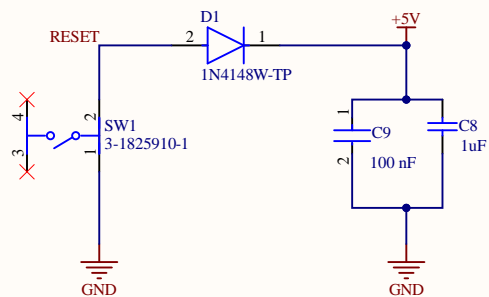 D1
+5V
RESET
2
1
1N4148W-TP
4
2
SW1
3-1825910-1
3
1
1
C9
C8
2
100 nF
1uF
GND
GND